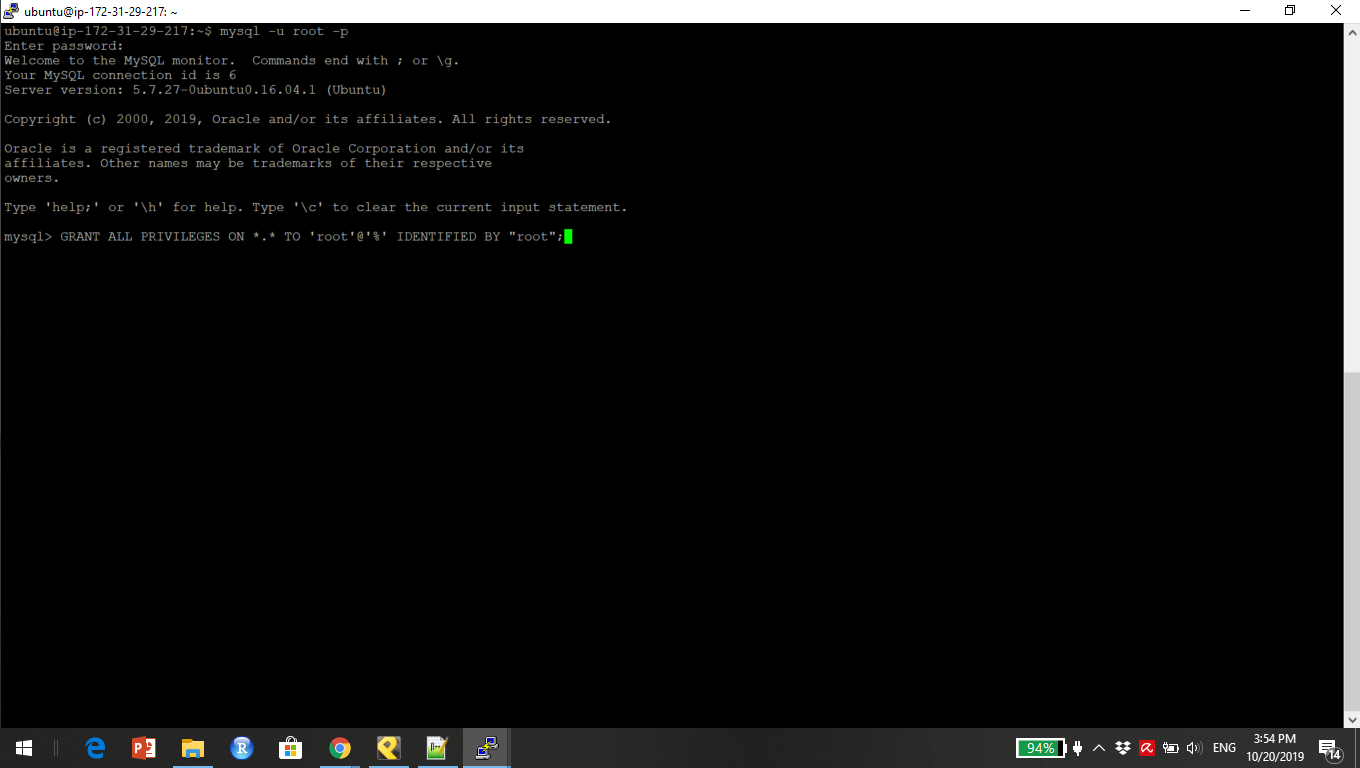 ubuntu@ip-172-31-29-217: ~
ubuntu@ip-172-31-29-217:~$ mysql -u root -p
Enter password:
Welcome to the MySQL monitor.  Commands end with ; or \g.
Your MySQL connection id is 6
Server version: 5.7.27-0ubuntu0.16.04.1 (Ubuntu)
Copyright (c) 2000, 2019, Oracle and/or its affiliates. All rights reserved.
Oracle is a registered trademark of Oracle Corporation and/or its
affiliates. Other names may be trademarks of their respective
owners.
Type 'help;' or '\h' for help. Type '\c' to clear the current input statement.
mysql> GRANT ALL PRIVILEGES ON *.* TO 'root'@'%' IDENTIFIED BY "root";
94%
ENG
3:54 PM
10/20/2019
14